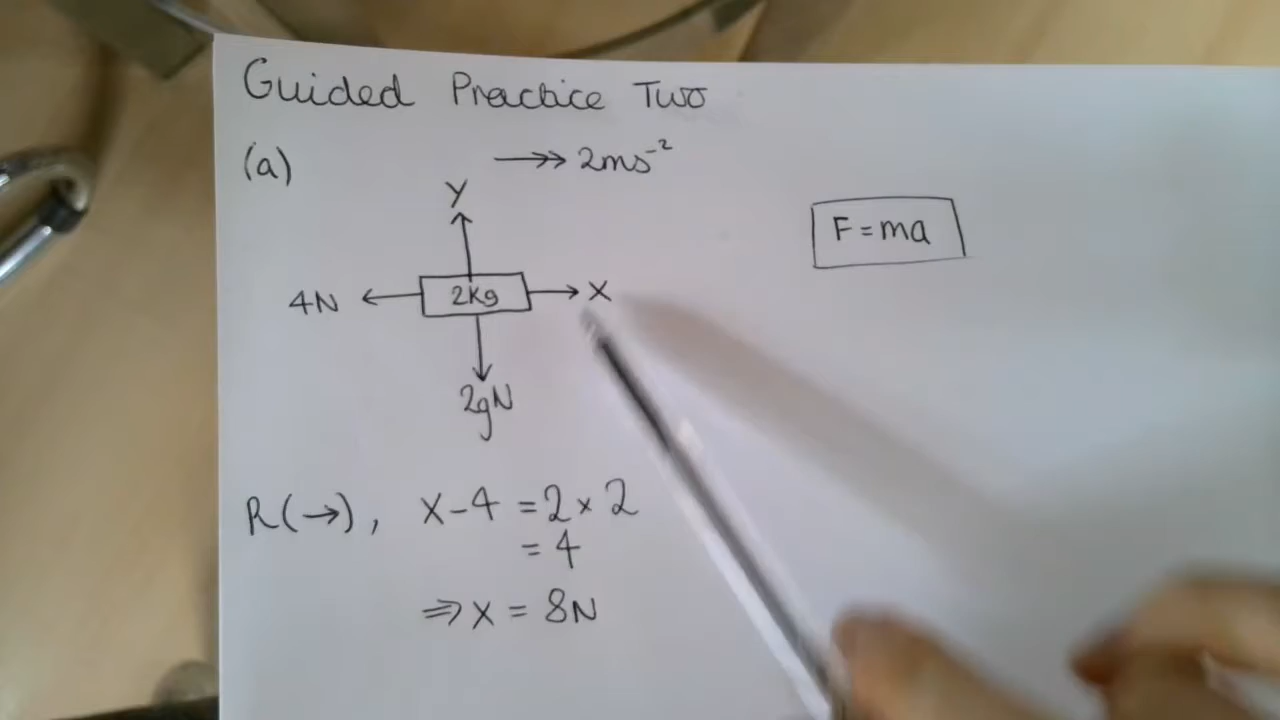 Guided Practice Two
(a)
→→ 2ms⁻²
Y
F = ma
4N
2kg
X
2gN
R(→), X-4 = 2 × 2
= 4
⇒ X = 8N